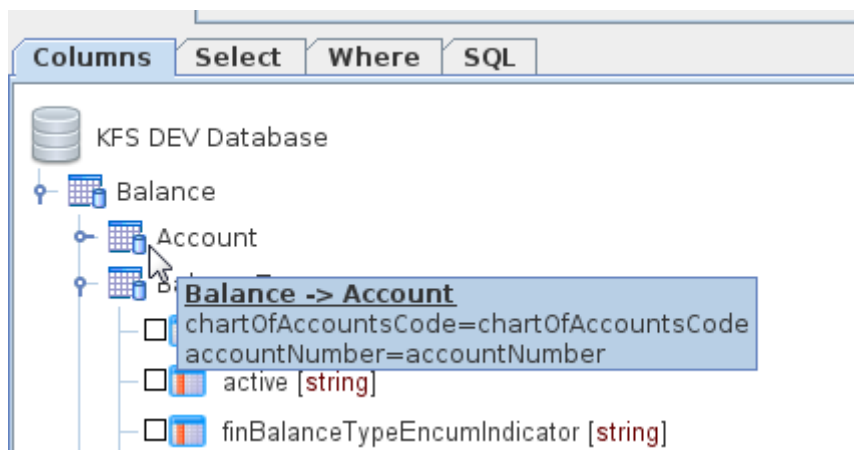 Columns Select Where SQL
KFS DEV Database
Balance
Account
Balance -> Account
chartOfAccountsCode=chartOfAccountsCode
accountNumber=accountNumber
active [string]
finBalanceTypeEncumIndicator [string]